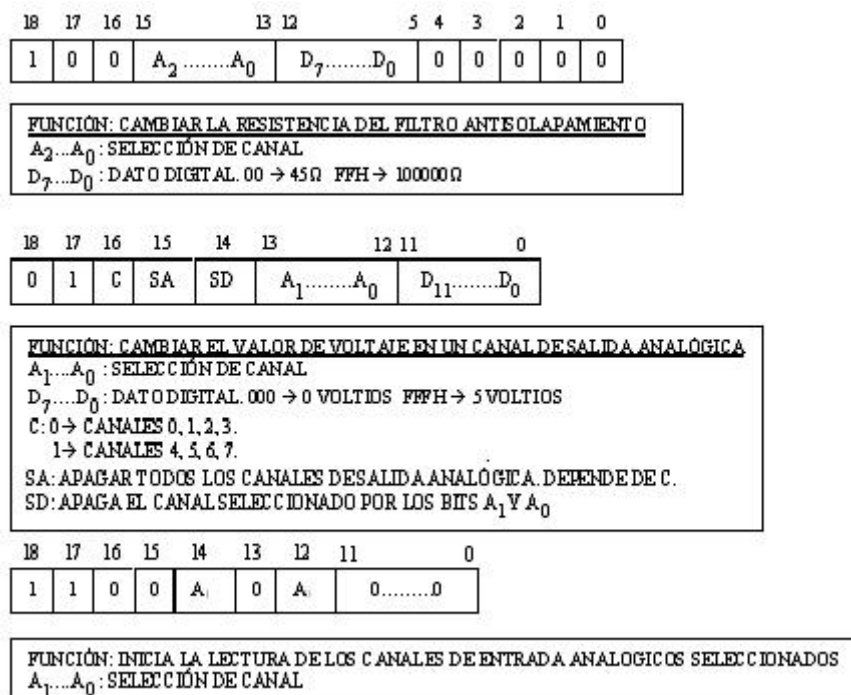 18 17 16 15 13 12 5 4 3 2 1 0
1 0 0 A2 ........A0 D7........D0 0 0 0 0 0
FUNCIÓN: CAMBIAR LA RESISTENCIA DEL FILTRO ANTISOLAPAMIENTO
A2...A0 : SELECCIÓN DE CANAL
D7....D0 : DATO DIGITAL. 00 → 45Ω FFH → 100000Ω
18 17 16 15 14 13 12 11 0
0 1 C SA SD A1........A0 D11........D0
FUNCIÓN: CAMBIAR EL VALOR DE VOLTAJE EN UN CANAL DE SALIDA ANALÓGICA
A1....A0 : SELECCIÓN DE CANAL
D7....D0 : DATO DIGITAL. 000 → 0 VOLTIOS FFFH → 5 VOLTIOS
C: 0 → CANALES 0, 1, 2, 3.
1 → CANALES 4, 5, 6, 7.
SA: APAGAR TODOS LOS CANALES DE SALIDA ANALÓGICA. DEPENDE DE C.
SD: APAGA EL CANAL SELECCIONADO POR LOS BITS A1 Y A0
18 17 16 15 14 13 12 11 0
1 1 0 0 A 0 A 0........0
FUNCIÓN: INICIA LA LECTURA DE LOS CANALES DE ENTRADA ANALOGICOS SELECCIONADOS
A1....A0 : SELECCIÓN DE CANAL